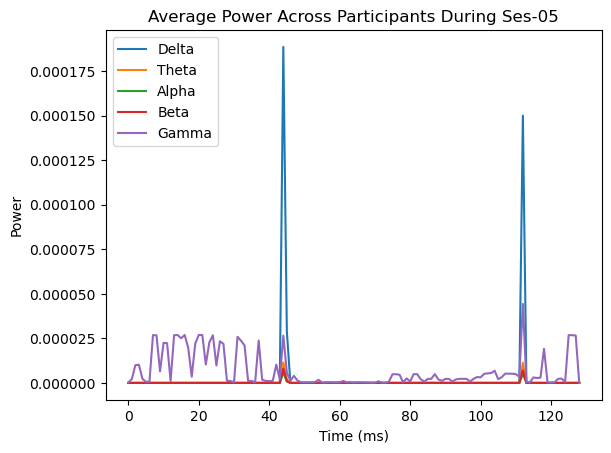 Average Power Across Participants During Ses-05
Delta
Theta
Alpha
Beta
Gamma
0.000175
0.000150
0.000125
0.000100
0.000075
0.000050
0.000025
0.000000
Power
0 20 40 60 80 100 120
Time (ms)